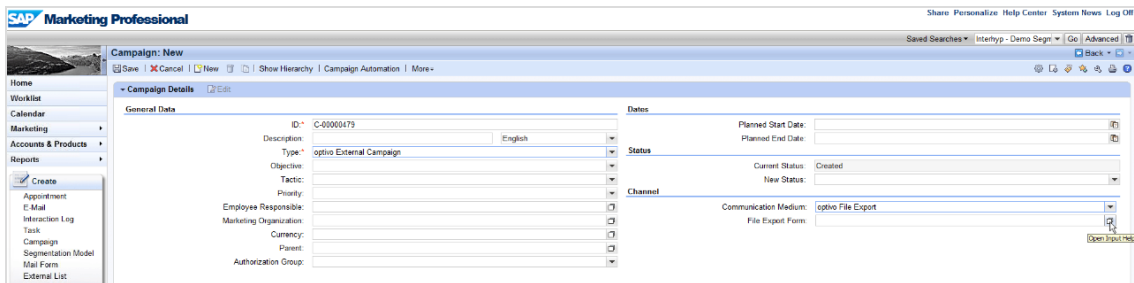 Share Personalize Help Center System News Log Off
SAP Marketing Professional
Saved Searches Interhyp - Demo Segm Go Advanced
Campaign: New
Back
Save | Cancel | New | Show Hierarchy | Campaign Automation | More
Home
Worklist
Calendar
Marketing
Accounts & Products
Reports
Create
Appointment
E-Mail
Interaction Log
Task
Campaign
Segmentation Model
Mail Form
External List
Campaign Details Edit
General Data
ID:* C-00000479
Description: English
Type:* optivo External Campaign
Objective:
Tactic:
Priority:
Employee Responsible:
Marketing Organization:
Currency:
Parent:
Authorization Group:
Dates
Planned Start Date:
Planned End Date:
Status
Current Status: Created
New Status:
Channel
Communication Medium: optivo File Export
File Export Form:
Open Input Help